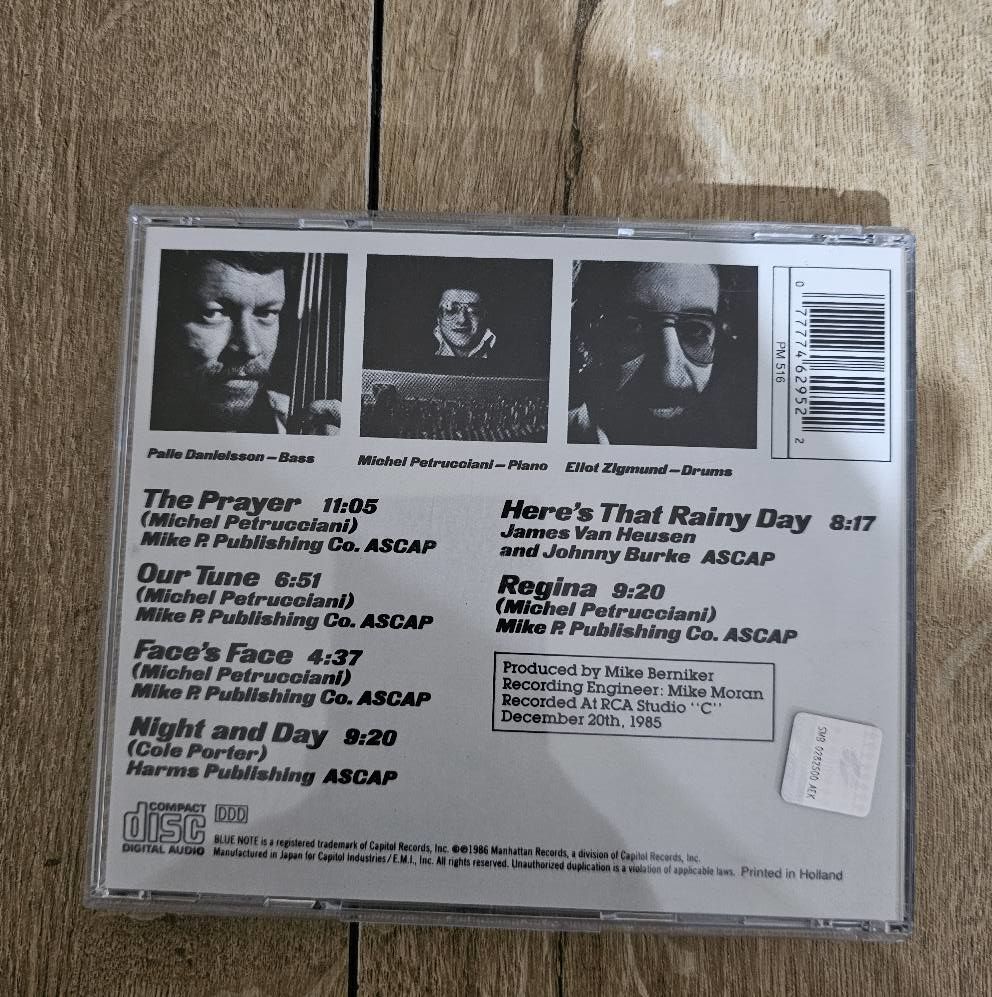 Palle Danielsson – Bass
Michel Petrucciani – Piano
Eliot Zigmund – Drums
PM 516
0 77774 62952 2
The Prayer 11:05
(Michel Petrucciani)
Mike P. Publishing Co. ASCAP
Our Tune 6:51
(Michel Petrucciani)
Mike P. Publishing Co. ASCAP
Face's Face 4:37
(Michel Petrucciani)
Mike P. Publishing Co. ASCAP
Night and Day 9:20
(Cole Porter)
Harms Publishing ASCAP
Here's That Rainy Day 8:17
James Van Heusen
and Johnny Burke ASCAP
Regina 9:20
(Michel Petrucciani)
Mike P. Publishing Co. ASCAP
Produced by Mike Berniker
Recording Engineer: Mike Moran
Recorded At RCA Studio "C"
December 20th, 1985
SM9 0282500 AEK
COMPACT
disc
DIGITAL AUDIO
DDD
BLUE NOTE is a registered trademark of Capitol Records, Inc. ©℗1986 Manhattan Records, a division of Capitol Records, Inc.
Manufactured in Japan for Capitol Industries/E.M.I., Inc. All rights reserved. Unauthorized duplication is a violation of applicable laws. Printed in Holland